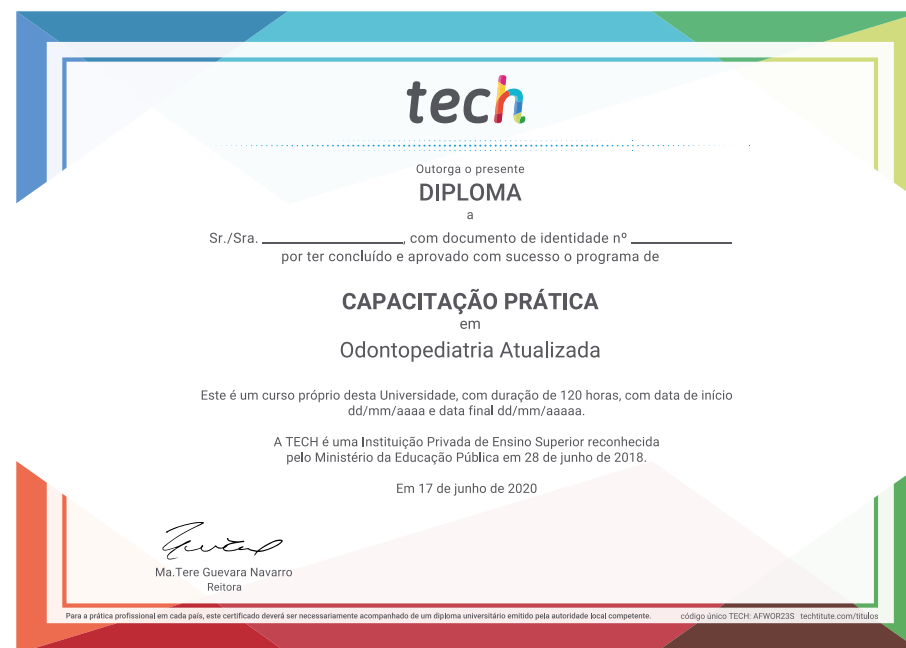 tech
Outorga o presente
DIPLOMA
a
Sr./Sra. ____________________, com documento de identidade nº ______________
por ter concluído e aprovado com sucesso o programa de
CAPACITAÇÃO PRÁTICA
em
Odontopediatria Atualizada
Este é um curso próprio desta Universidade, com duração de 120 horas, com data de início
dd/mm/aaaa e data final dd/mm/aaaaa.
A TECH é uma Instituição Privada de Ensino Superior reconhecida
pelo Ministério da Educação Pública em 28 de junho de 2018.
Em 17 de junho de 2020
Ma.Tere Guevara Navarro
Reitora
Para a prática profissional em cada país, este certificado deverá ser necessariamente acompanhado de um diploma universitário emitido pela autoridade local competente. código único TECH: AFWOR23S techtitute.com/titulos